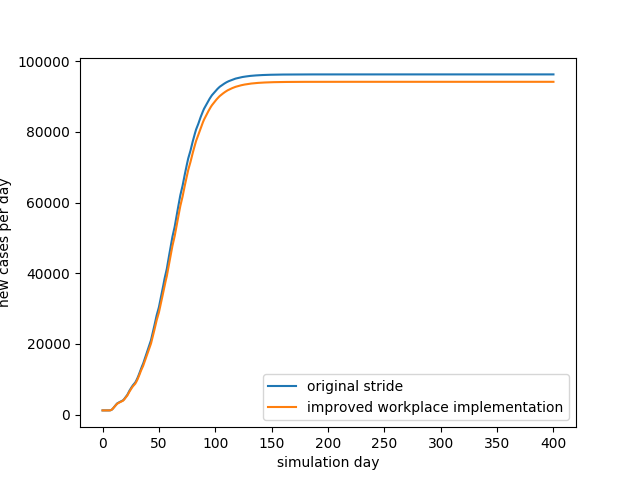 100000
80000
60000
40000
20000
0
new cases per day
original stride
improved workplace implementation
0 50 100 150 200 250 300 350 400
simulation day